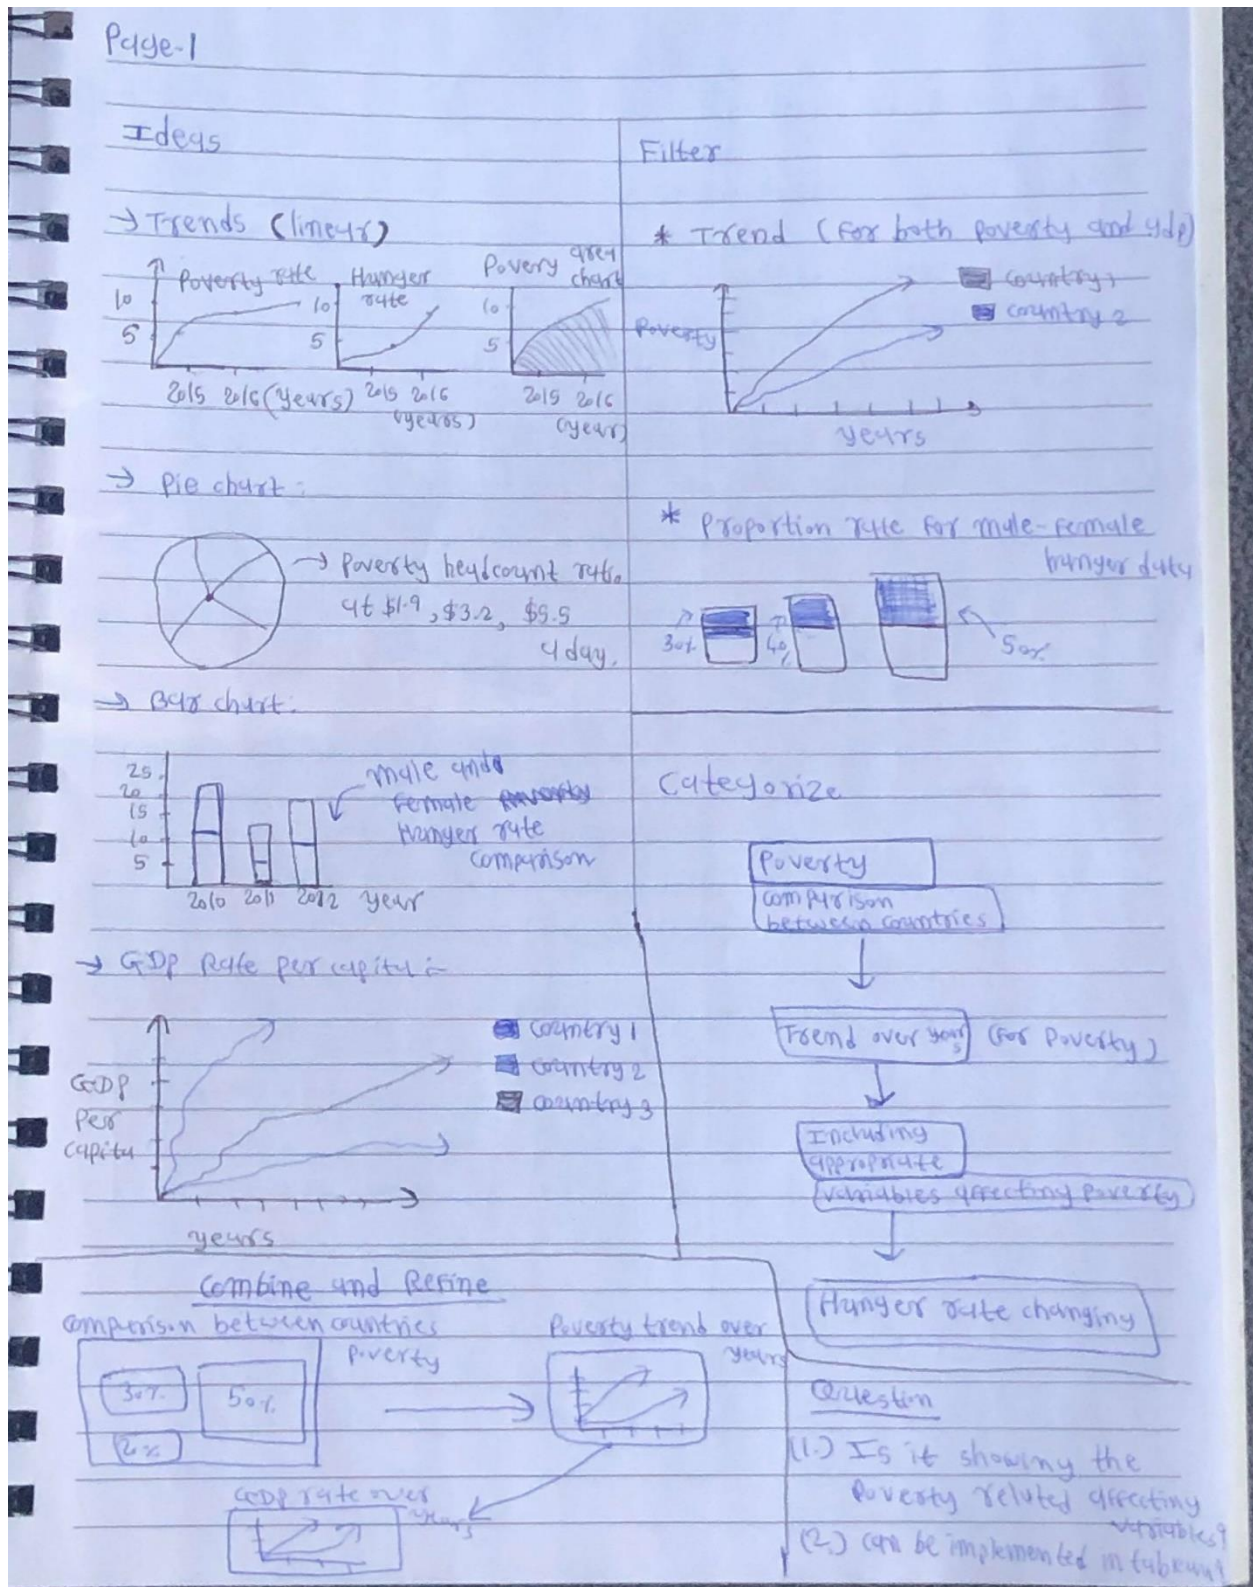 Page-1
Ideas
→ Trends (linear)
Poverty rate
10
5
2015 2016 (years)
Hunger
rate
10
5
2015 2016
(years)
Povery area
chart
10
5
2015 2016
(year)
→ Pie chart:
→ Poverty headcount ratio
at $1.9, $3.2, $5.5
a day.
→ Bar chart:
25
20
15
10
5
2010 2011 2012 year
male and
Female
Hunger rate
comparison
→ GDP Rate per capita :-
GDP
Per
capita
years
country 1
country 2
country 3
Filter
* Trend (For both poverty and gdp)
Poverty
years
country 1
country 2
* Proportion rate for male-female
hunger data
30%
40
%
50%
Categorize
Poverty
comparison
between countries
Trend over years (For Poverty)
Including
appropriate
variables affecting poverty
Hunger rate changing
Combine and Refine
comparison between countries
30%
50%
Poverty
Poverty trend over
years
GDP rate over
years
Question
(1.) Is it showing the
Poverty related affecting
variables?
(2.) can be implemented in tableau?